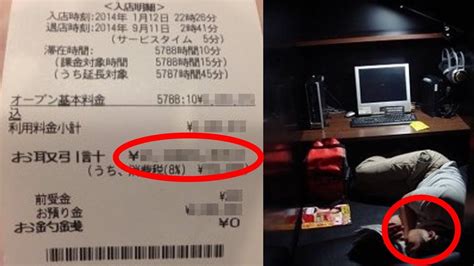 <入店明細>
入店時刻:2014年 1月12日 22時26分
退店時刻:2014年 9月11日 2時41分
(サービスタイム 5分)
滞在時間: 5788時間10分
(課金対象時間 5787時間15分)
(うち延長対象 5788時間45分)
オープン基本料金 5788:10¥
込
利用料金小計 ¥
お取引計 ¥
(うち、消費税(8%) ¥
前受金 ¥
お預り金 ¥
お釣銭 ¥0